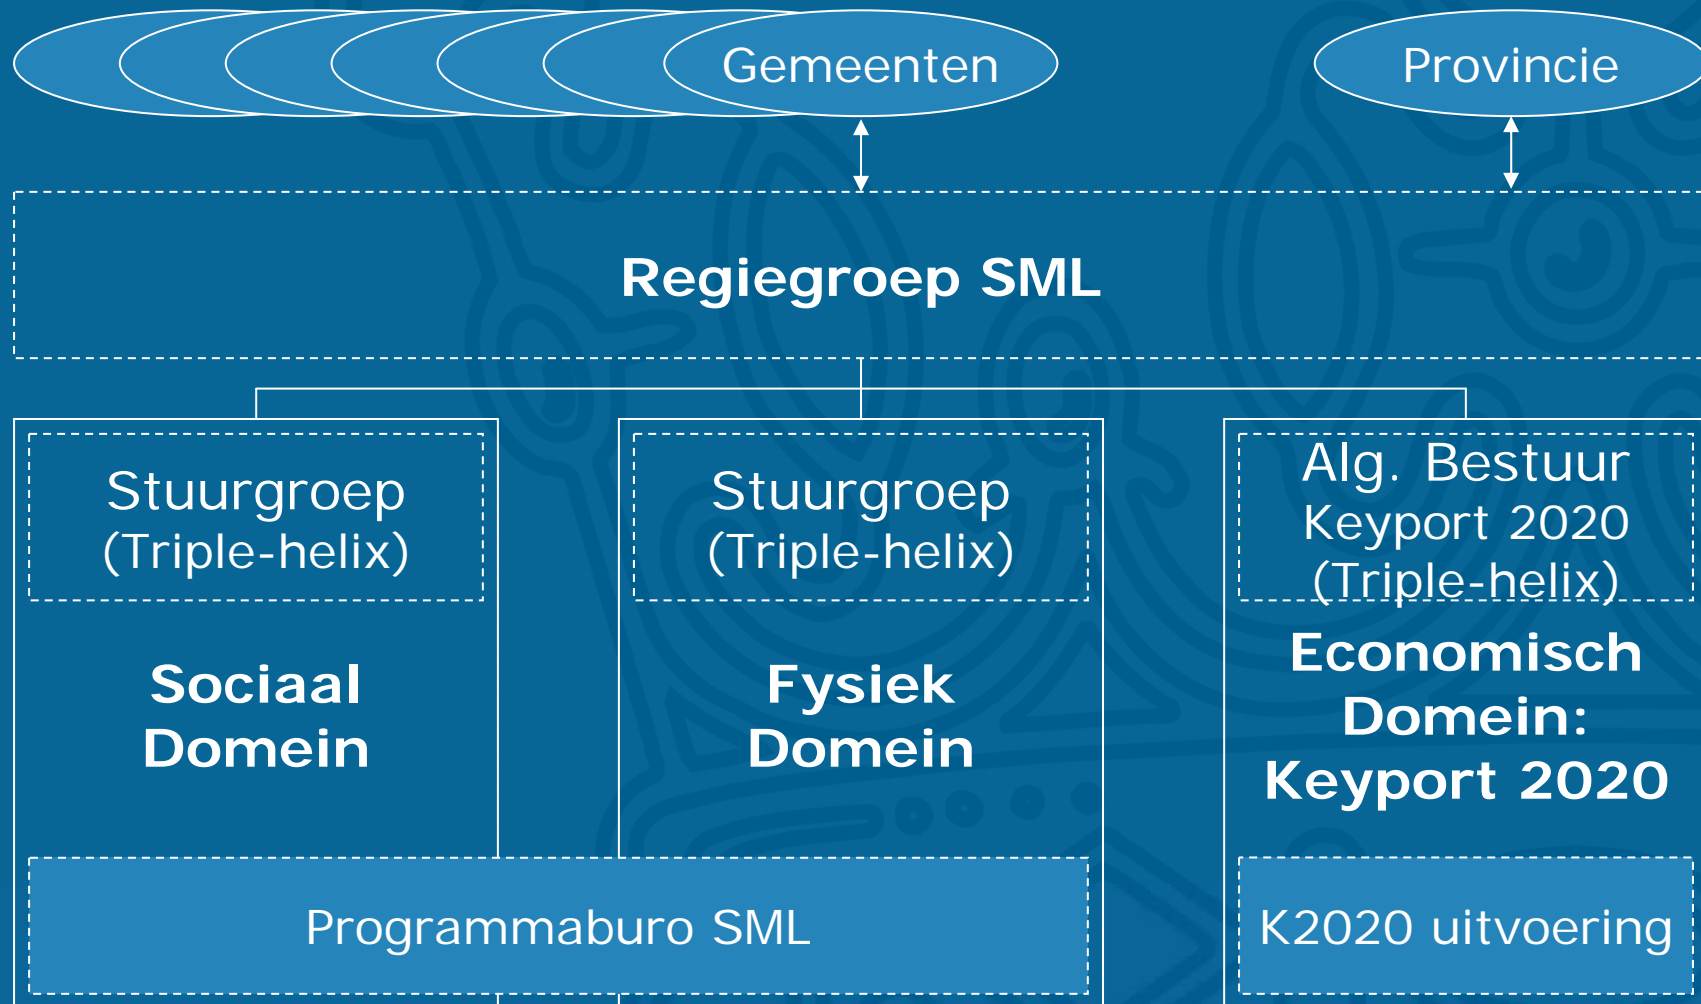 Gemeenten
Provincie
Regiegroep SML
Stuurgroep
(Triple-helix)
Sociaal
Domein
Stuurgroep
(Triple-helix)
Fysiek
Domein
Alg. Bestuur
Keyport 2020
(Triple-helix)
Economisch
Domein:
Keyport 2020
Programmaburo SML
K2020 uitvoering